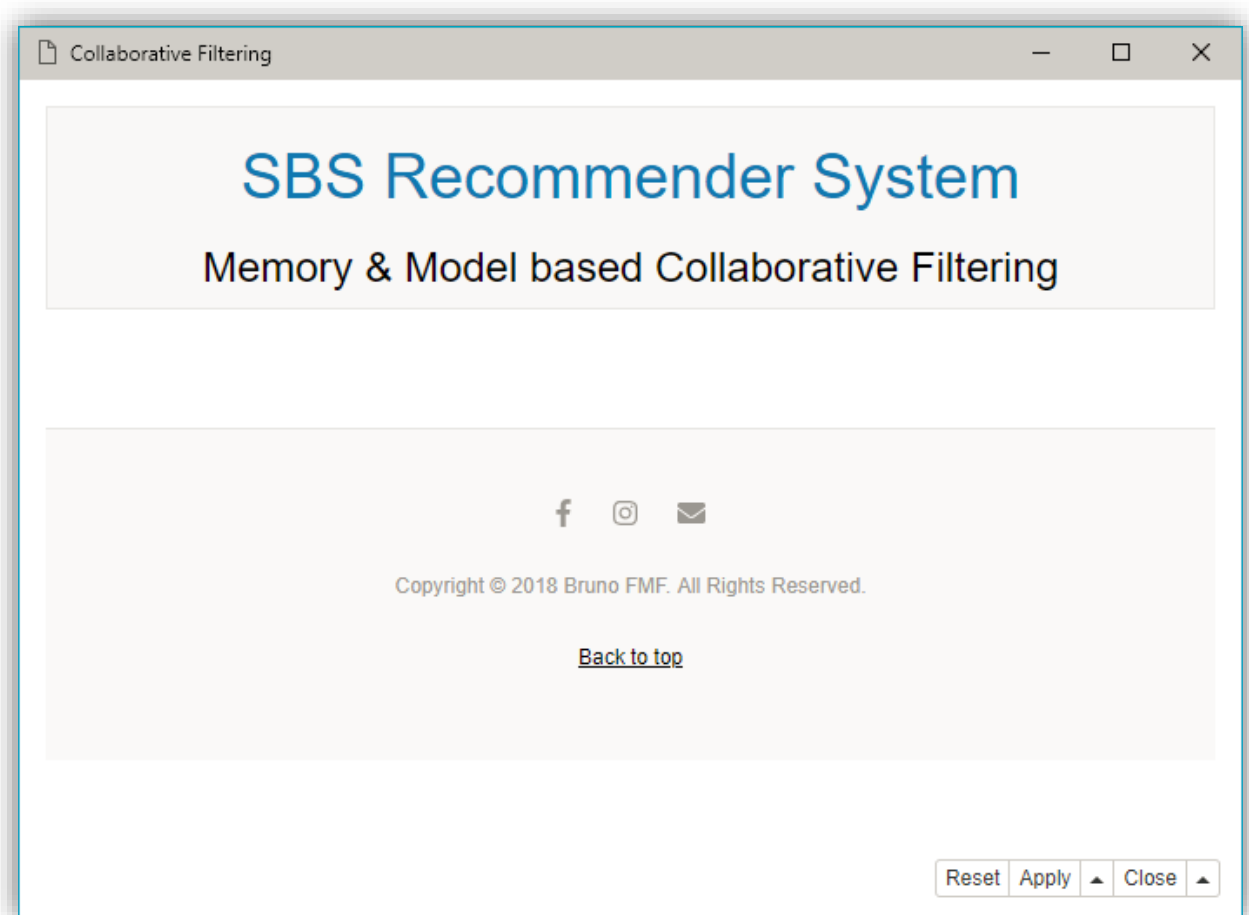 Collaborative Filtering
SBS Recommender System
Memory & Model based Collaborative Filtering
Copyright © 2018 Bruno FMF. All Rights Reserved.
Back to top
Reset Apply Close